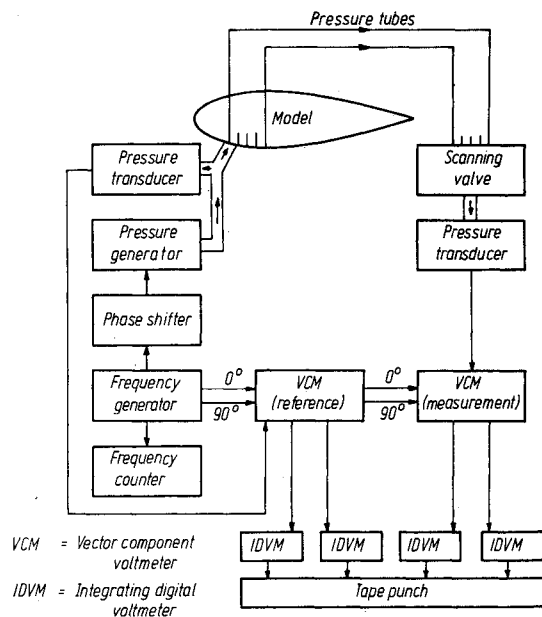 Pressure tubes
Model
Pressure
transducer
Scanning
valve
Pressure
generator
Pressure
transducer
Phase shifter
Frequency
generator
0°
90°
VCM
(reference)
0°
90°
VCM
(measurement)
Frequency
counter
VCM = Vector component
voltmeter
IDVM
IDVM
IDVM
IDVM
IDVM = Integrating digital
voltmeter
Tape punch